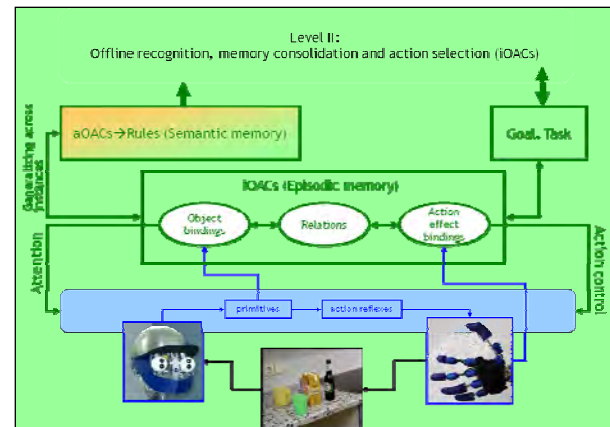 Level II:
Offline recognition, memory consolidation and action selection (iOACs)
aOACs→Rules (Semantic memory)
Goal, Task
Generalizing across
instances
iOACs (Episodic memory)
Object
bindings
Relations
Action
effect
bindings
Attention
Action control
primitives
action reflexes